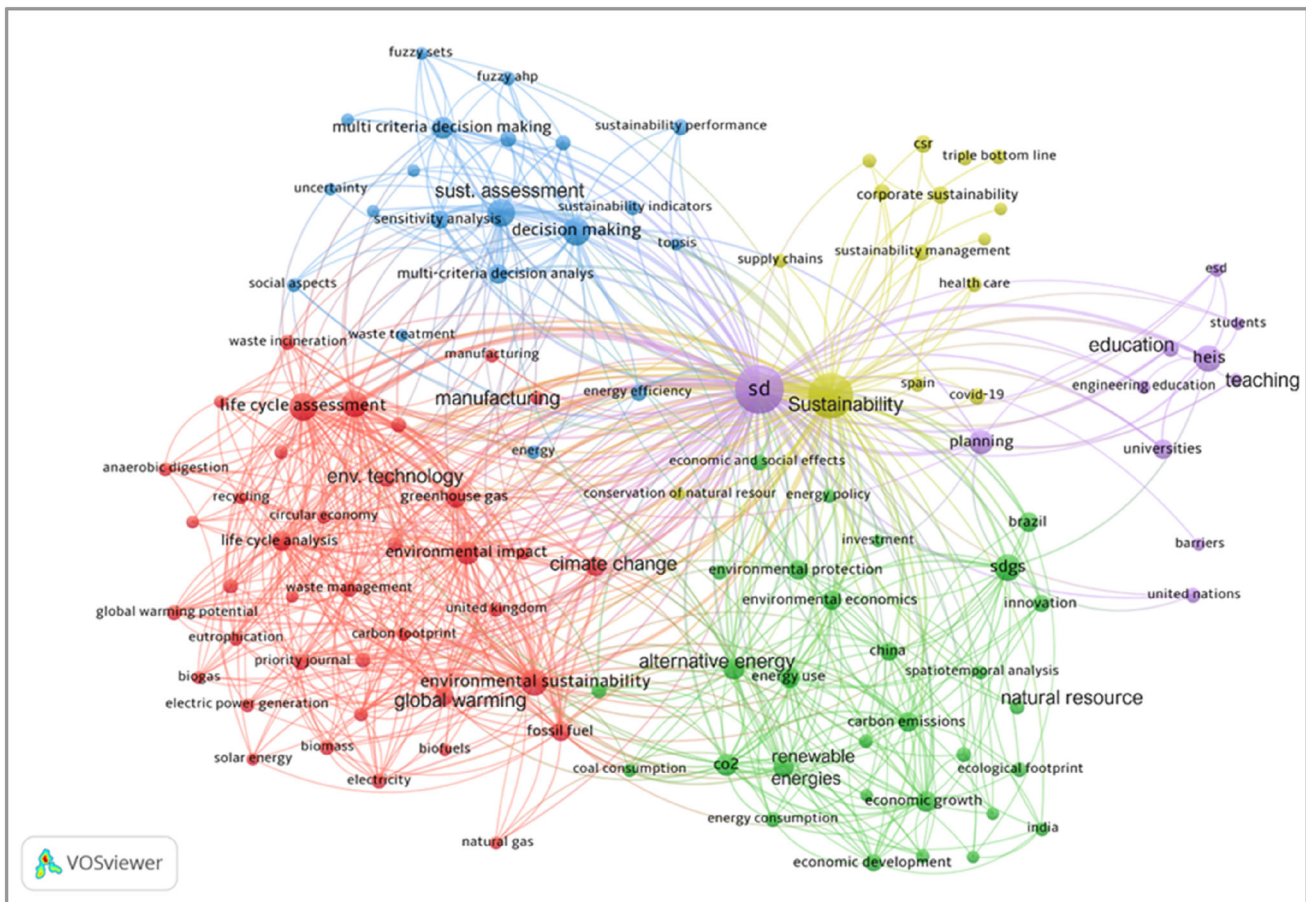 fuzzy sets
fuzzy ahp
multi criteria decision making
sustainability performance
csr
triple bottom line
uncertainty
sust. assessment
corporate sustainability
sensitivity analysis
sustainability indicators
decision making
topsis
sustainability management
supply chains
multi-criteria decision analys
esd
social aspects
health care
students
waste incineration
waste treatment
manufacturing
education
heis
teaching
engineering education
sd
spain
covid-19
life cycle assessment
manufacturing
energy efficiency
Sustainability
planning
universities
energy
economic and social effects
anaerobic digestion
env. technology
greenhouse gas
conservation of natural resour
energy policy
recycling
circular economy
brazil
life cycle analysis
environmental impact
investment
barriers
cimate change
environmental protection
sdgs
waste management
environmental economics
innovation
united nations
global warming potential
united kingdom
eutrophication
carbon footprint
china
priority journal
alternative energy
spatiotemporal analysis
biogas
environmental sustainability
energy use
natural resource
electric power generation
global warming
carbon emissions
fossil fuel
solar energy
biomass
biofuels
renewable
energies
co2
coal consumption
ecological footprint
electricity
economic growth
energy consumption
india
natural gas
economic development
VOSviewer